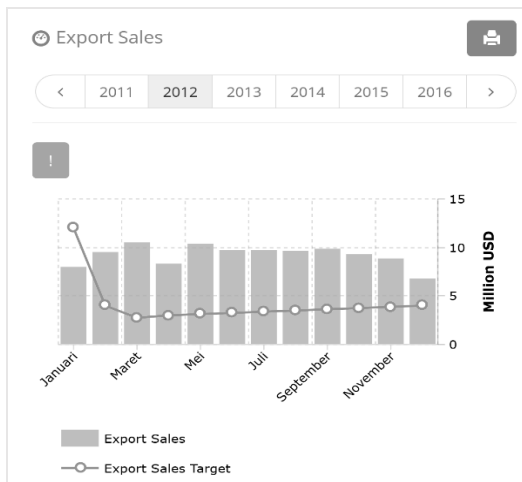 Export Sales
< 2011 2012 2013 2014 2015 2016 >
!
15
10
5
0
Million USD
Januari Maret Mei Juli September November
Export Sales
Export Sales Target